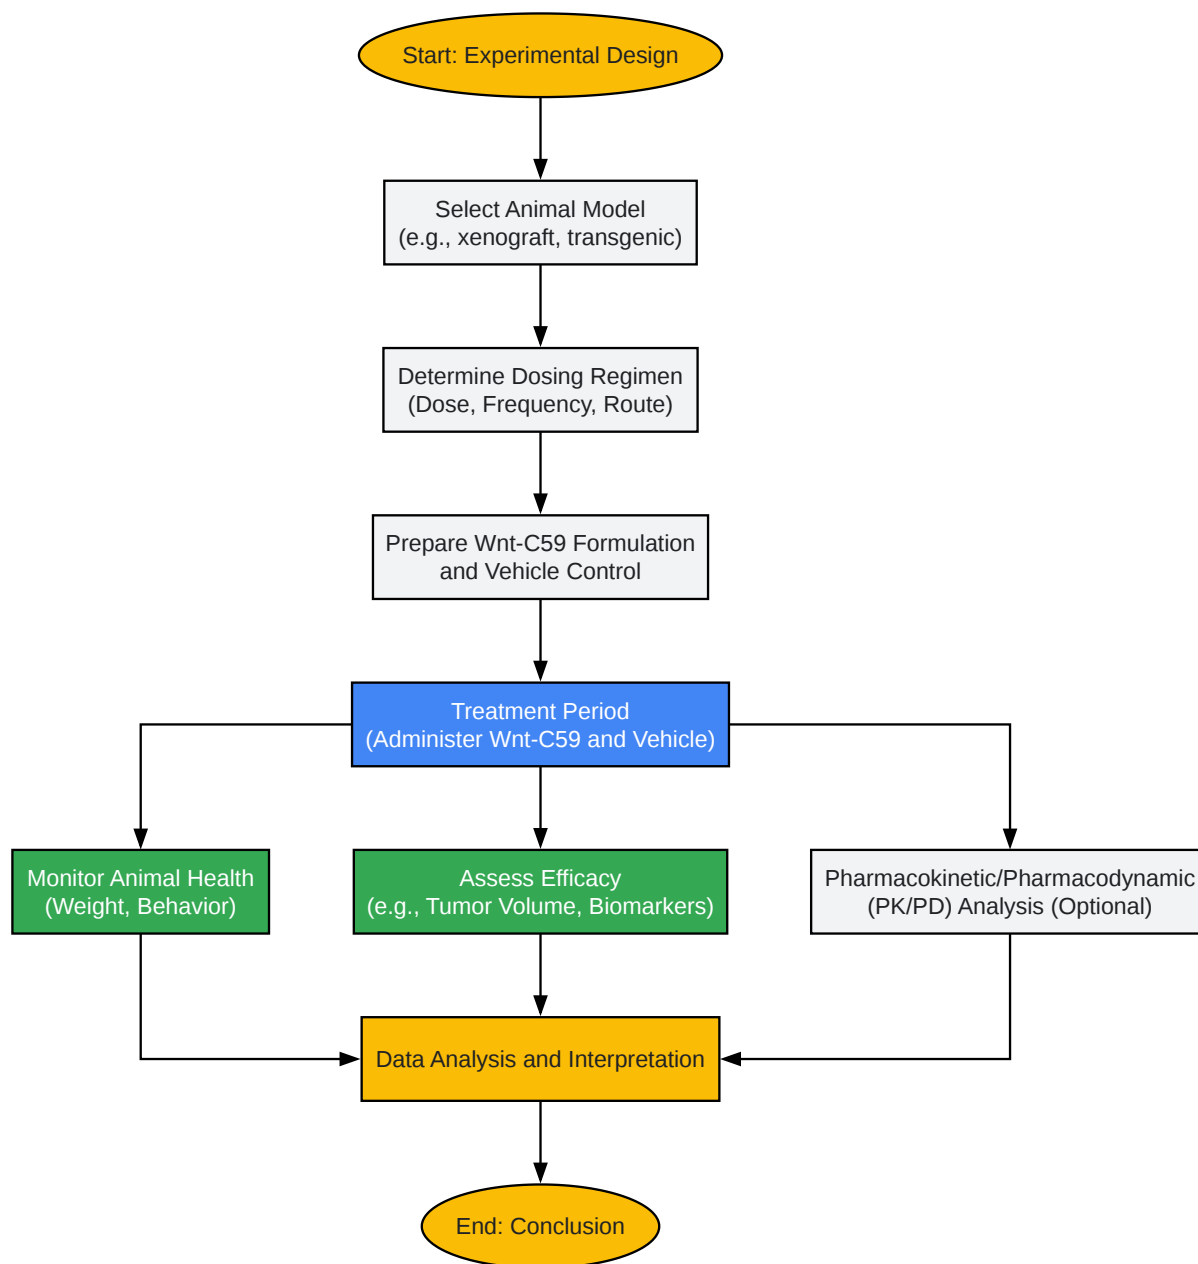 Start: Experimental Design
Select Animal Model
(e.g., xenograft, transgenic)
Determine Dosing Regimen
(Dose, Frequency, Route)
Prepare Wnt-C59 Formulation
and Vehicle Control
Treatment Period
(Administer Wnt-C59 and Vehicle)
Monitor Animal Health
(Weight, Behavior)
Assess Efficacy
(e.g., Tumor Volume, Biomarkers)
Pharmacokinetic/Pharmacodynamic
(PK/PD) Analysis (Optional)
Data Analysis and Interpretation
End: Conclusion